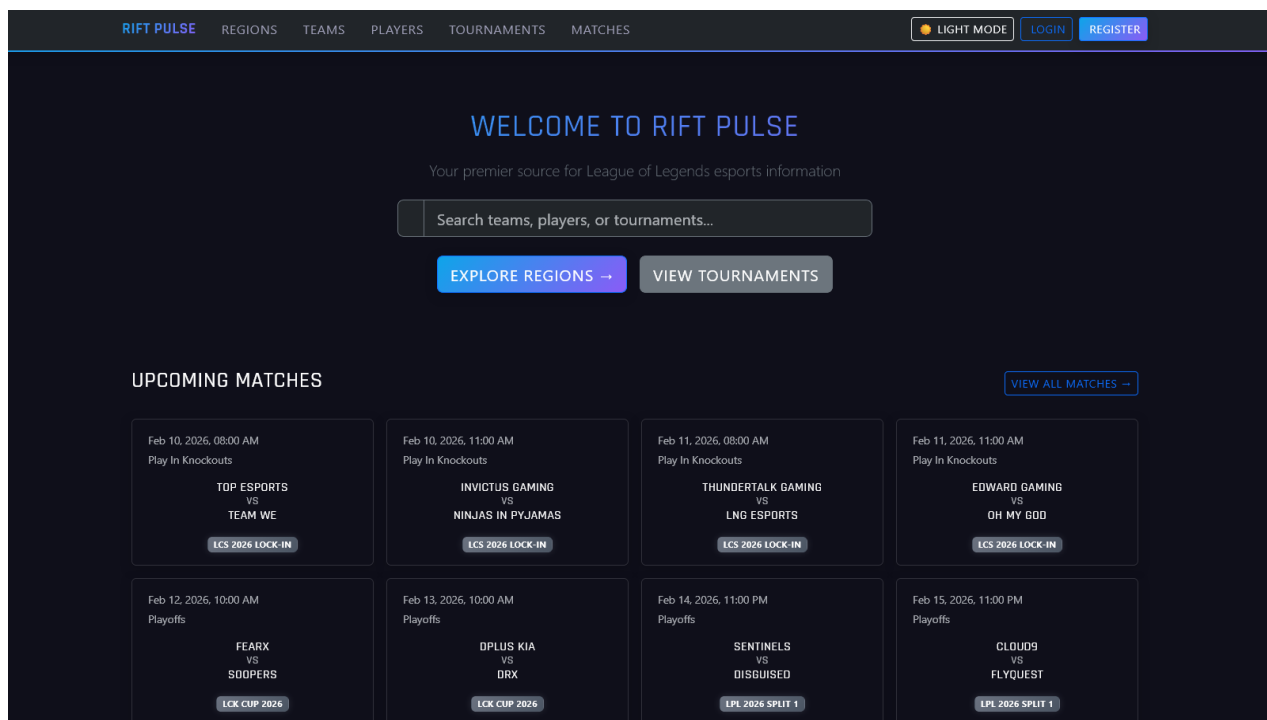 RIFT PULSE REGIONS TEAMS PLAYERS TOURNAMENTS MATCHES LIGHT MODE LOGIN REGISTER
WELCOME TO RIFT PULSE
Your premier source for League of Legends esports information
Search teams, players, or tournaments...
EXPLORE REGIONS → VIEW TOURNAMENTS
UPCOMING MATCHES
VIEW ALL MATCHES →
Feb 10, 2026, 08:00 AM
Play In Knockouts
TOP ESPORTS
VS
TEAM WE
LCS 2026 LOCK-IN
Feb 10, 2026, 11:00 AM
Play In Knockouts
INVICTUS GAMING
VS
NINJAS IN PYJAMAS
LCS 2026 LOCK-IN
Feb 11, 2026, 08:00 AM
Play In Knockouts
THUNDERTALK GAMING
VS
LNG ESPORTS
LCS 2026 LOCK-IN
Feb 11, 2026, 11:00 AM
Play In Knockouts
EDWARD GAMING
VS
OH MY GOD
LCS 2026 LOCK-IN
Feb 12, 2026, 10:00 AM
Playoffs
FEARX
VS
SOOPERS
LCK CUP 2026
Feb 13, 2026, 10:00 AM
Playoffs
DPLUS KIA
VS
DRX
LCK CUP 2026
Feb 14, 2026, 11:00 PM
Playoffs
SENTINELS
VS
DISGUISED
LPL 2026 SPLIT 1
Feb 15, 2026, 11:00 PM
Playoffs
CLOUD9
VS
FLYQUEST
LPL 2026 SPLIT 1